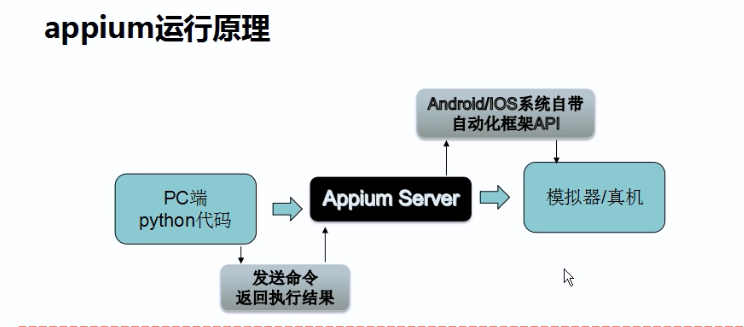 appium运行原理
Android/IOS系统自带
自动化框架API
PC端
python代码
Appium Server
模拟器/真机
发送命令
返回执行结果